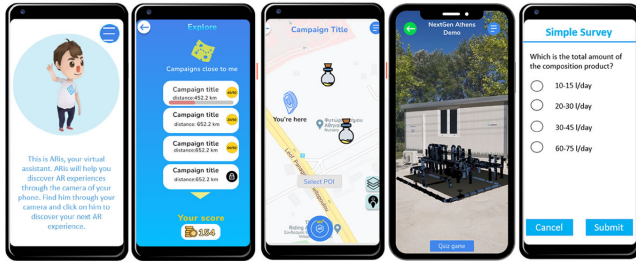 This is ARis, your virtual
assistant. ARis will help you
discover AR experiences
through the camera of your
phone. Find him through your
camera and click on him to
discover your next AR
experience.
Explore
Campaigns close to me
Campaign title
distance:452.2 km
Campaign title
distance: 652.2 km
Campaign title
distance:652.2 km
Campaign title
distance:652.2 km
Your score
154
Campaign Title
You're here
Select POI
NextGen Athens
Demo
Quiz game
Simple Survey
Which is the total amount of
the composition product?
10-15 l/day
20-30 l/day
30-45 l/day
60-75 l/day
Cancel
Submit